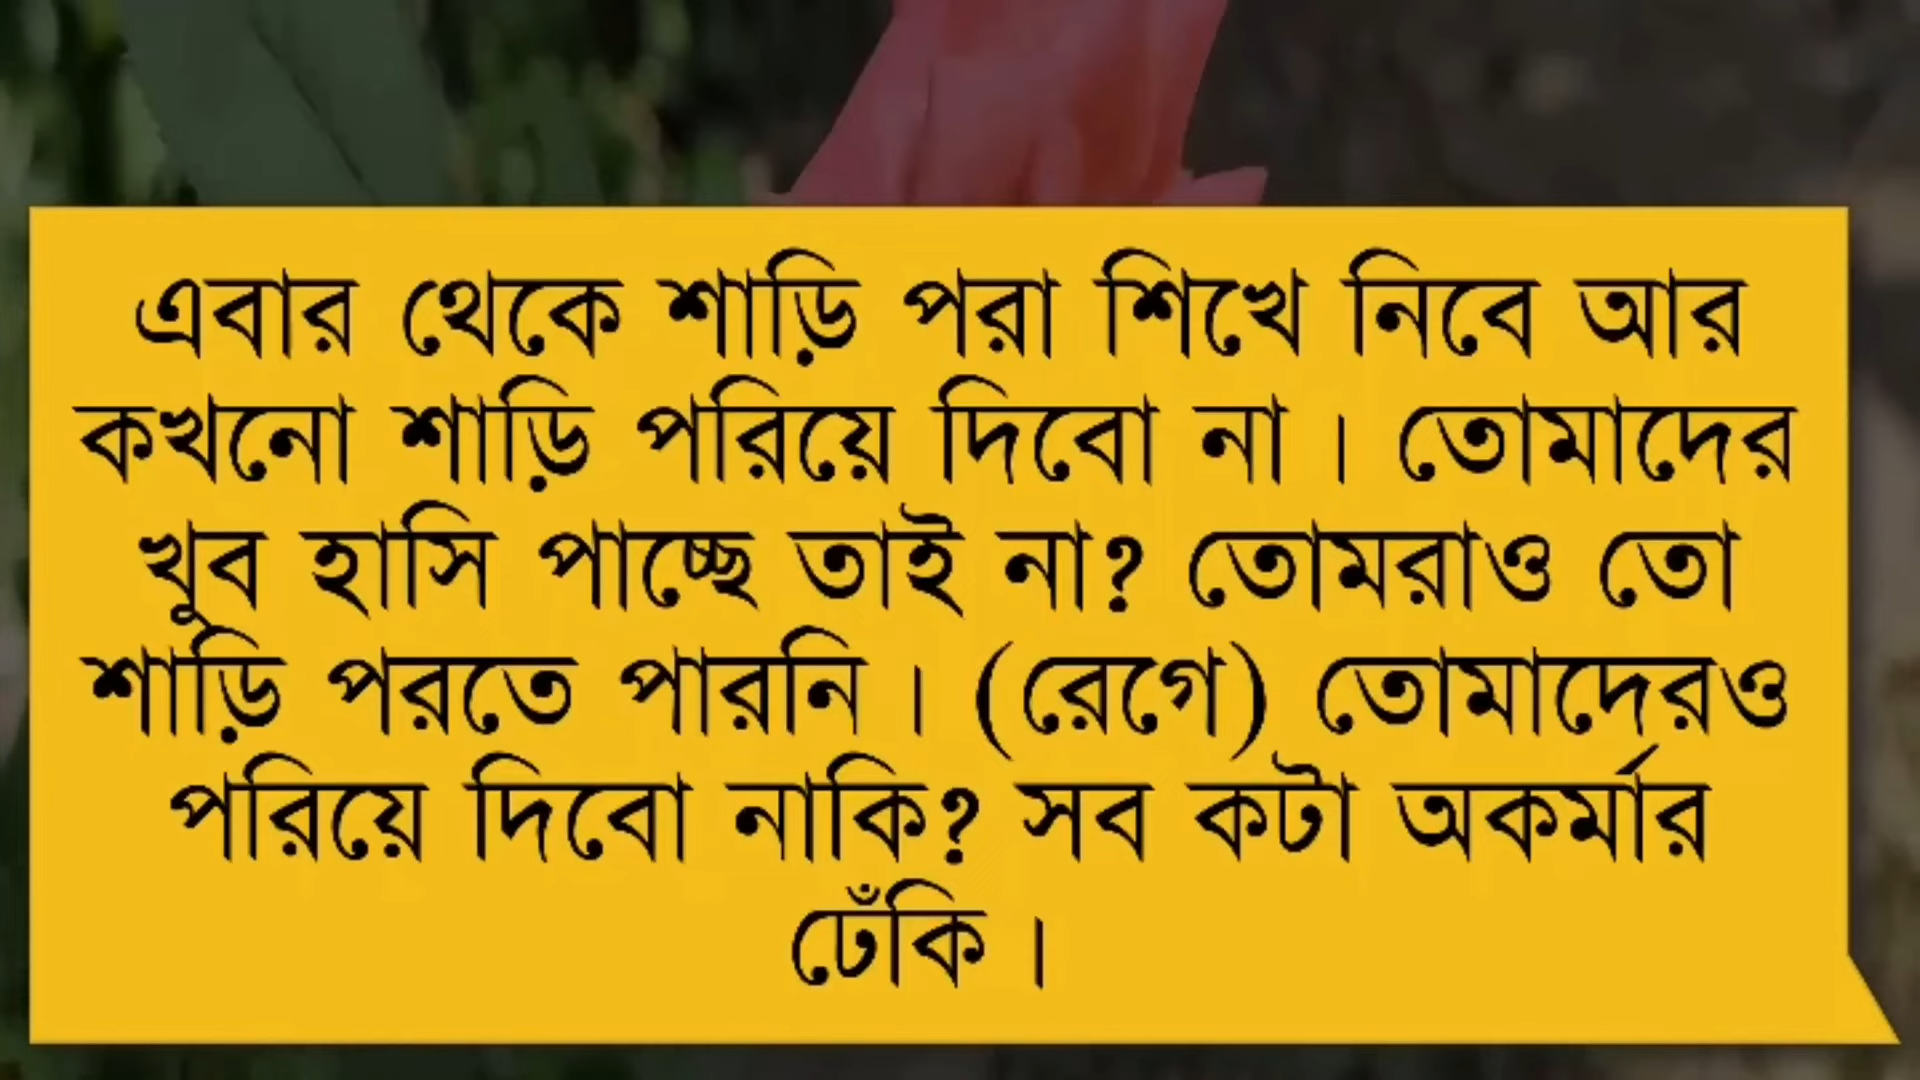 এবার থেকে শাড়ি পরা শিখে নিবে আর
কখনো শাড়ি পরিয়ে দিবো না। তোমাদের
খুব হাসি পাচ্ছে তাই না? তোমরাও তো
শাড়ি পরতে পারনি। (রেগে) তোমাদেরও
পরিয়ে দিবো নাকি? সব কটা অকর্মার
ঢেঁকি।